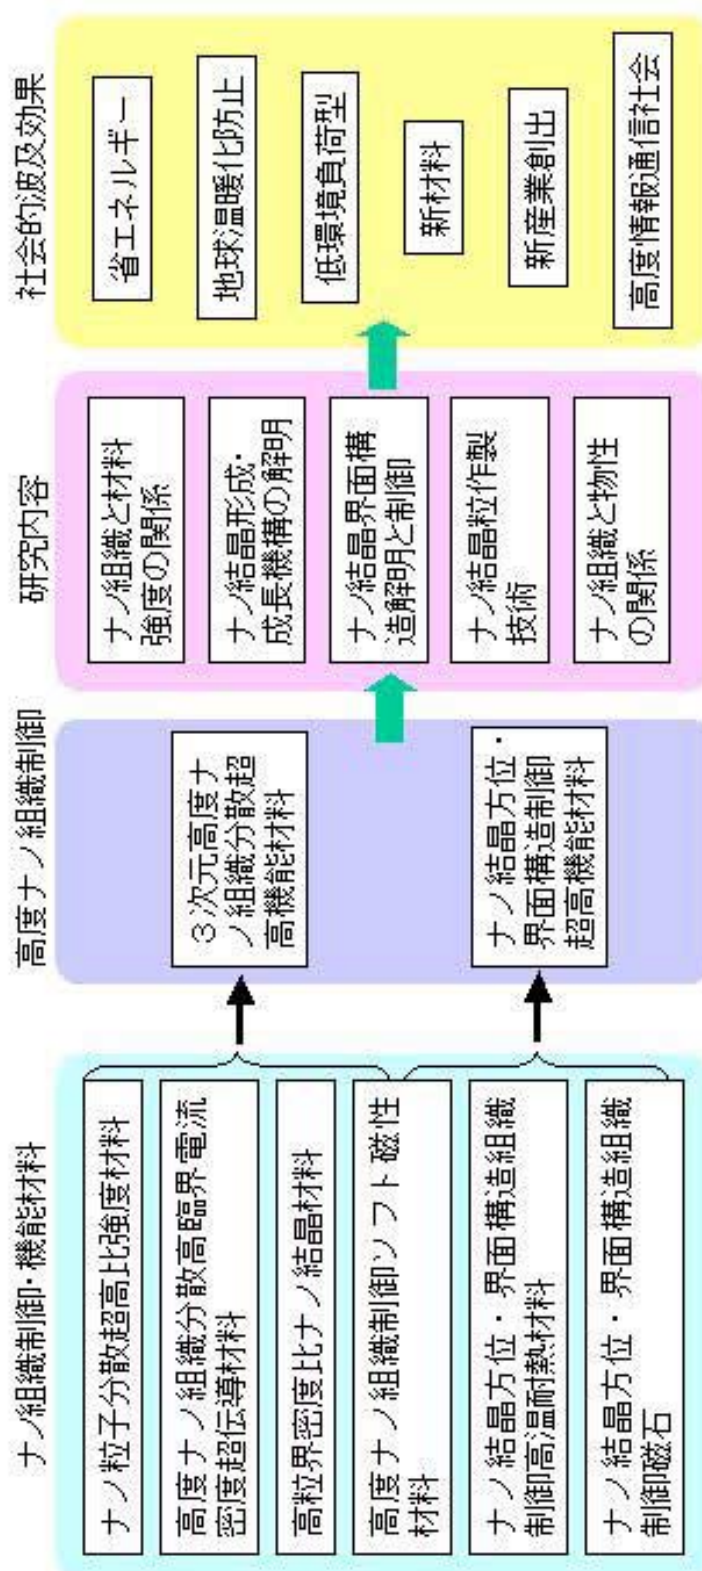 ナノ組織制御・機能材料
ナノ粒子分散超高比強度材料
高度ナノ組織分散高臨界電流
密度超伝導材料
高粒界密度比ナノ結晶材料
高度ナノ組織制御ソフト磁性
材料
ナノ結晶方位・界面構造組織
制御高温耐熱材料
ナノ結晶方位・界面構造組織
制御磁石
高度ナノ組織制御
３次元高度ナ
ノ組織分散超
高機能材料
ナノ結晶方位・
界面構造制御
超高機能材料
研究内容
ナノ組織と材料
強度の関係
ナノ結晶形成・
成長機構の解明
ナノ結晶界面構
造解明と制御
ナノ結晶粒作製
技術
ナノ組織と物性
の関係
社会的波及効果
省エネルギー
地球温暖化防止
低環境負荷型
新材料
新産業創出
高度情報通信社会